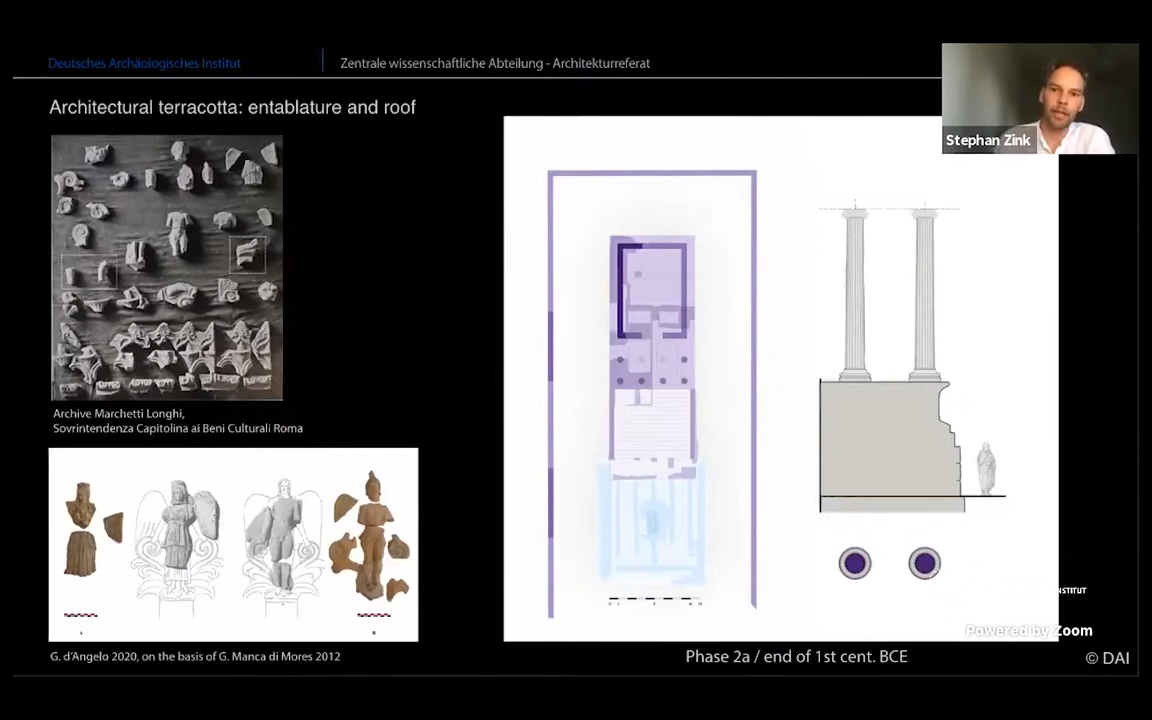 Deutsches Archäologisches Institut
Zentrale wissenschaftliche Abteilung - Architekturreferat
Architectural terracotta: entablature and roof
Stephan Zink
Archive Marchetti Longhi,
Sovrintendenza Capitolina ai Beni Culturali Roma
NSTITUT
Powered by Zoom
G. d'Angelo 2020, on the basis of G. Manca di Mores 2012
Phase 2a / end of 1st cent. BCE
© DAI